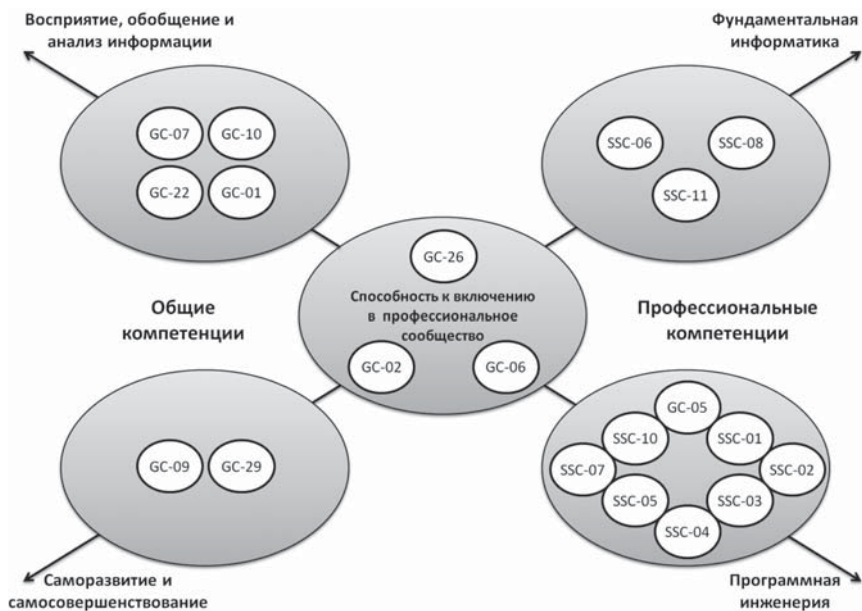 Восприятие, обобщение и
анализ информации
Фундаментальная
информатика
GC-07
GC-10
GC-22
GC-01
SSC-06
SSC-08
SSC-11
GC-26
Способность к включению
в профессиональное
сообщество
GC-02
GC-06
Общие
компетенции
Профессиональные
компетенции
GC-09
GC-29
GC-05
SSC-10
SSC-01
SSC-07
SSC-02
SSC-05
SSC-03
SSC-04
Саморазвитие и
самосовершенствование
Программная
инженерия